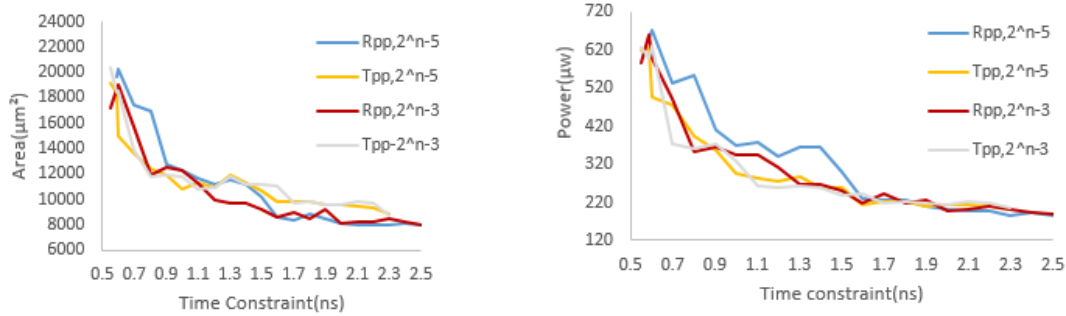 24000
22000
20000
18000
16000
14000
12000
10000
8000
6000
Area(μm²)
0.5 0.7 0.9 1.1 1.3 1.5 1.7 1.9 2.1 2.3 2.5
Time Constraint(ns)
Rpp,2^n-5
Tpp,2^n-5
Rpp,2^n-3
Tpp-2^n-3
720
620
520
420
320
220
120
Power(μw)
0.5 0.7 0.9 1.1 1.3 1.5 1.7 1.9 2.1 2.3 2.5
Time constraint(ns)
Rpp,2^n-5
Tpp,2^n-5
Rpp,2^n-3
Tpp,2^n-3